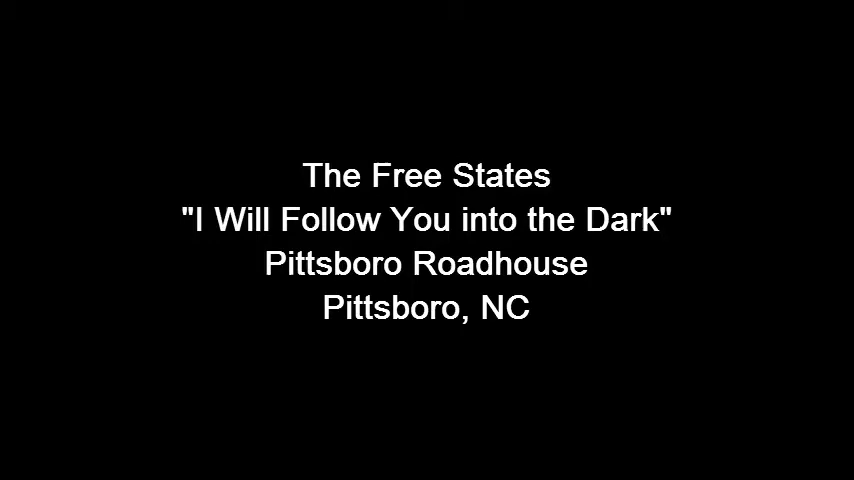 The Free States
"I Will Follow You into the Dark"
Pittsboro Roadhouse
Pittsboro, NC